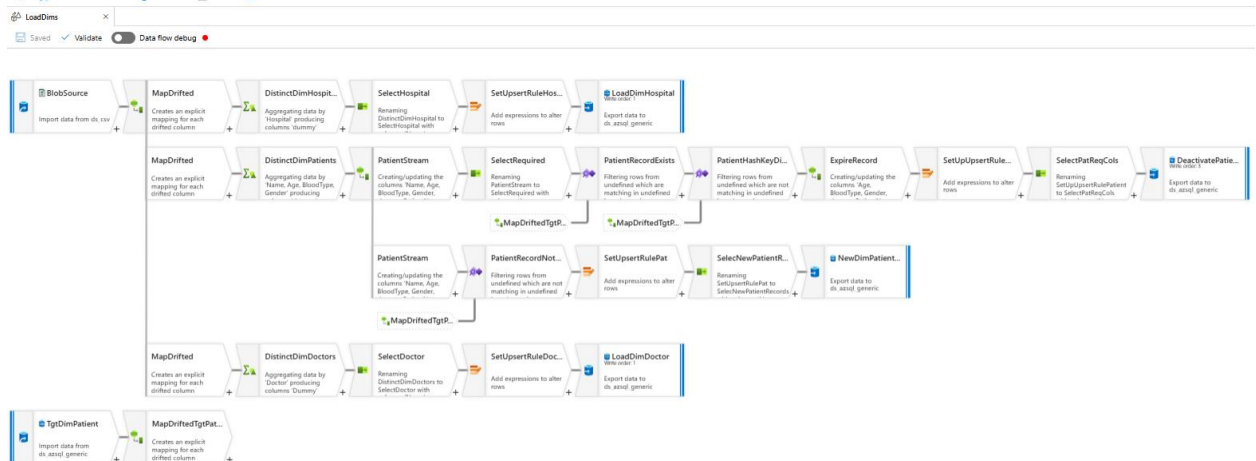 LoadDims ×
Saved Validate Data flow debug
BlobSource
Import data from ds_csv
+
MapDrifted
Creates an explicit
mapping for each
drifted column
+
DistinctDimHospit...
Aggregating data by
'Hospital' producing
columns 'dummy'
+
SelectHospital
Renaming
DistinctDimHospital to
SelectHospital with
+
SetUpsertRuleHos...
Add expressions to alter
rows
+
LoadDimHospital
Write order: 1
Export data to
ds_azsql_generic
MapDrifted
Creates an explicit
mapping for each
drifted column
+
DistinctDimPatients
Aggregating data by
'Name, Age, BloodType,
Gender' producing
+
PatientStream
Creating/updating the
columns 'Name, Age,
BloodType, Gender,
+
SelectRequired
Renaming
PatientStream to
SelectRequired with
+
PatientRecordExists
Filtering rows from
undefined which are
matching in undefined
+
PatientHashKeyDi...
Filtering rows from
undefined which are not
matching in undefined
+
ExpireRecord
Creating/updating the
columns 'Age,
BloodType, Gender,
+
SetUpUpsertRule...
Add expressions to alter
rows
+
SelectPatReqCols
Renaming
SetUpUpsertRulePatient
to SelectPatReqCols
+
DeactivatePatie...
Export data to
ds_azsql_generic
MapDriftedTgtP...
MapDriftedTgtP...
PatientStream
Creating/updating the
columns 'Name, Age,
BloodType, Gender,
+
PatientRecordNot...
Filtering rows from
undefined which are not
matching in undefined
+
SetUpsertRulePat
Add expressions to alter
rows
+
SelecNewPatientR...
Renaming
SetUpsertRulePat to
SelecNewPatientRecords
+
NewDimPatient...
Export data to
ds_azsql_generic
MapDriftedTgtP...
MapDrifted
Creates an explicit
mapping for each
drifted column
+
DistinctDimDoctors
Aggregating data by
'Doctor' producing
columns 'Dummy'
+
SelectDoctor
Renaming
DistinctDimDoctors to
SelectDoctor with
+
SetUpsertRuleDoc...
Add expressions to alter
rows
+
LoadDimDoctor
Write order: 1
Export data to
ds_azsql_generic
TgtDimPatient
Import data from
ds_azsql_generic
+
MapDriftedTgtPat...
Creates an explicit
mapping for each
drifted column
+